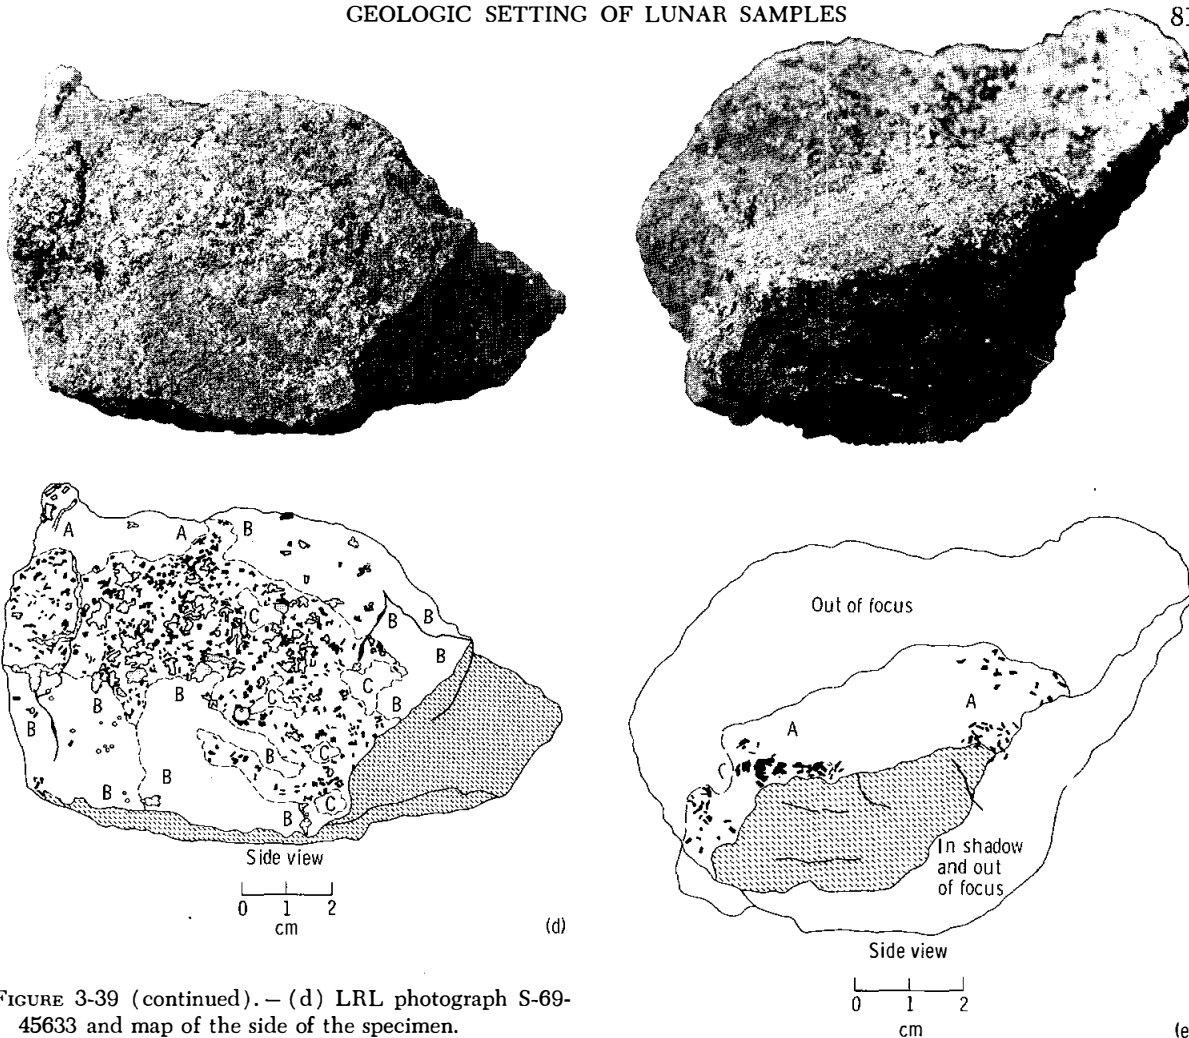 GEOLOGIC SETTING OF LUNAR SAMPLES
A
A
B
C
B
B
B
C
C
B
B
B
B
B
C
B
B
C
Side view
0 1 2
cm
(d)
FIGURE 3-39 (continued). — (d) LRL photograph S-69-
45633 and map of the side of the specimen.
Out of focus
A
A
In shadow
and out
of focus
Side view
0 1 2
cm
(e